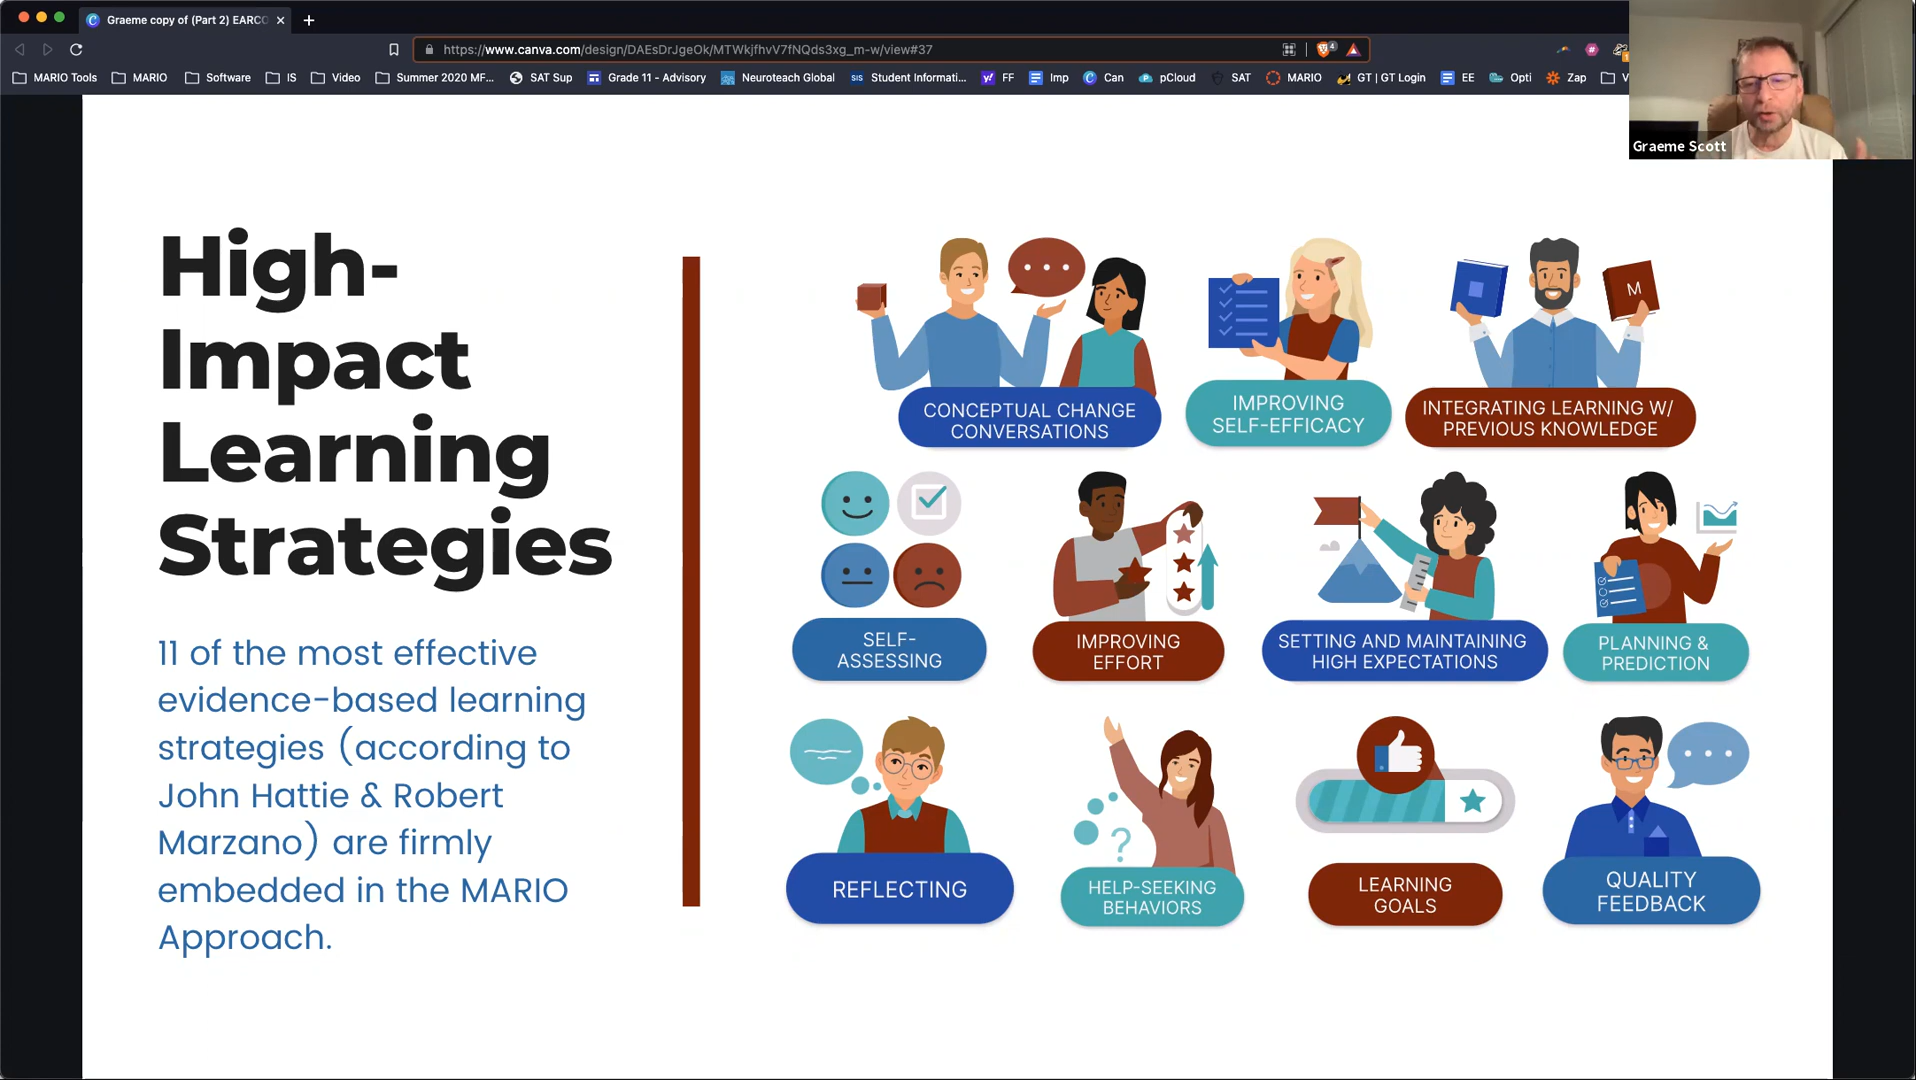 Graeme copy of (Part 2) EARCO
https://www.canva.com/design/DAEsDrJgeOk/MTWkjfhvV7fNQds3xg_m-w/view#37
4
MARIO Tools MARIO Software IS Video Summer 2020 MF... SAT Sup Grade 11 - Advisory Neuroteach Global SIS Student Informati... FF Imp Can pCloud SAT MARIO GT | GT Login EE Opti Zap V
Graeme Scott
High-
Impact
Learning
Strategies
11 of the most effective
evidence-based learning
strategies (according to
John Hattie & Robert
Marzano) are firmly
embedded in the MARIO
Approach.
M
CONCEPTUAL CHANGE
CONVERSATIONS
IMPROVING
SELF-EFFICACY
INTEGRATING LEARNING W/
PREVIOUS KNOWLEDGE
SELF-
ASSESSING
IMPROVING
EFFORT
SETTING AND MAINTAINING
HIGH EXPECTATIONS
PLANNING &
PREDICTION
?
REFLECTING
HELP-SEEKING
BEHAVIORS
LEARNING
GOALS
QUALITY
FEEDBACK